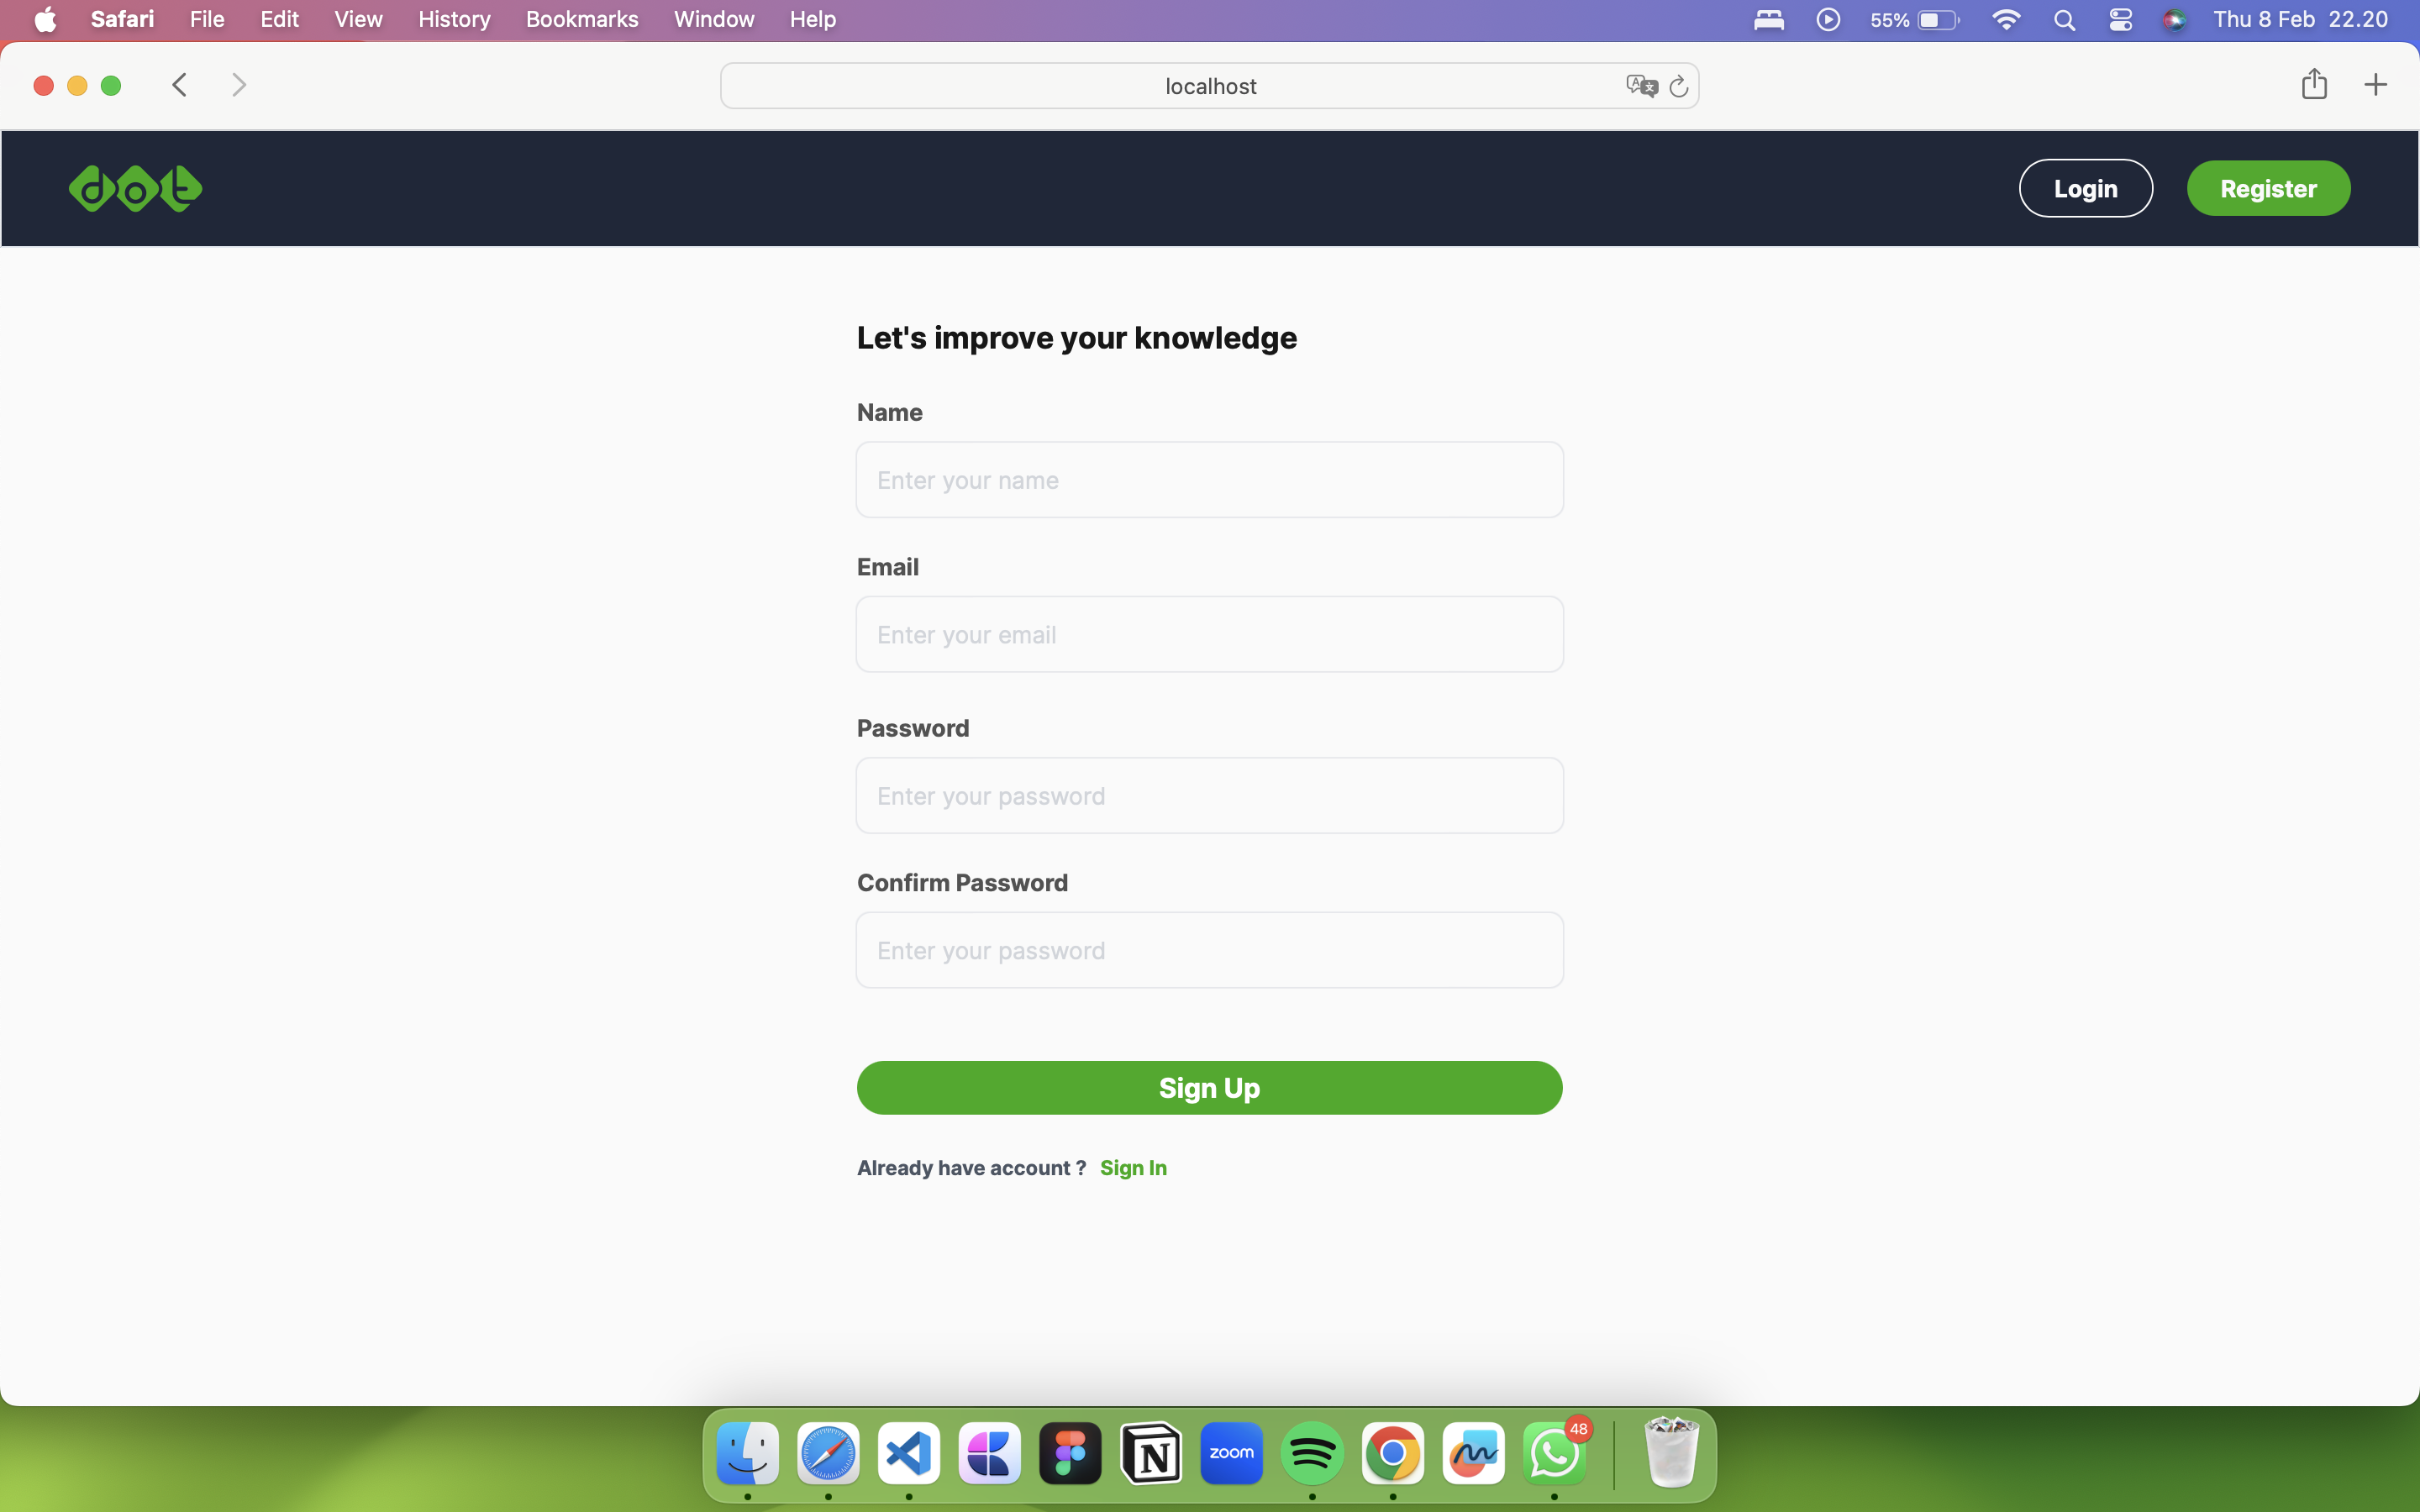 Safari File Edit View History Bookmarks Window Help 55% Thu 8 Feb 22.20
localhost
dot Login Register
Let's improve your knowledge
Name
Enter your name
Email
Enter your email
Password
Enter your password
Confirm Password
Enter your password
Sign Up
Already have account ? Sign In
N zoom 48